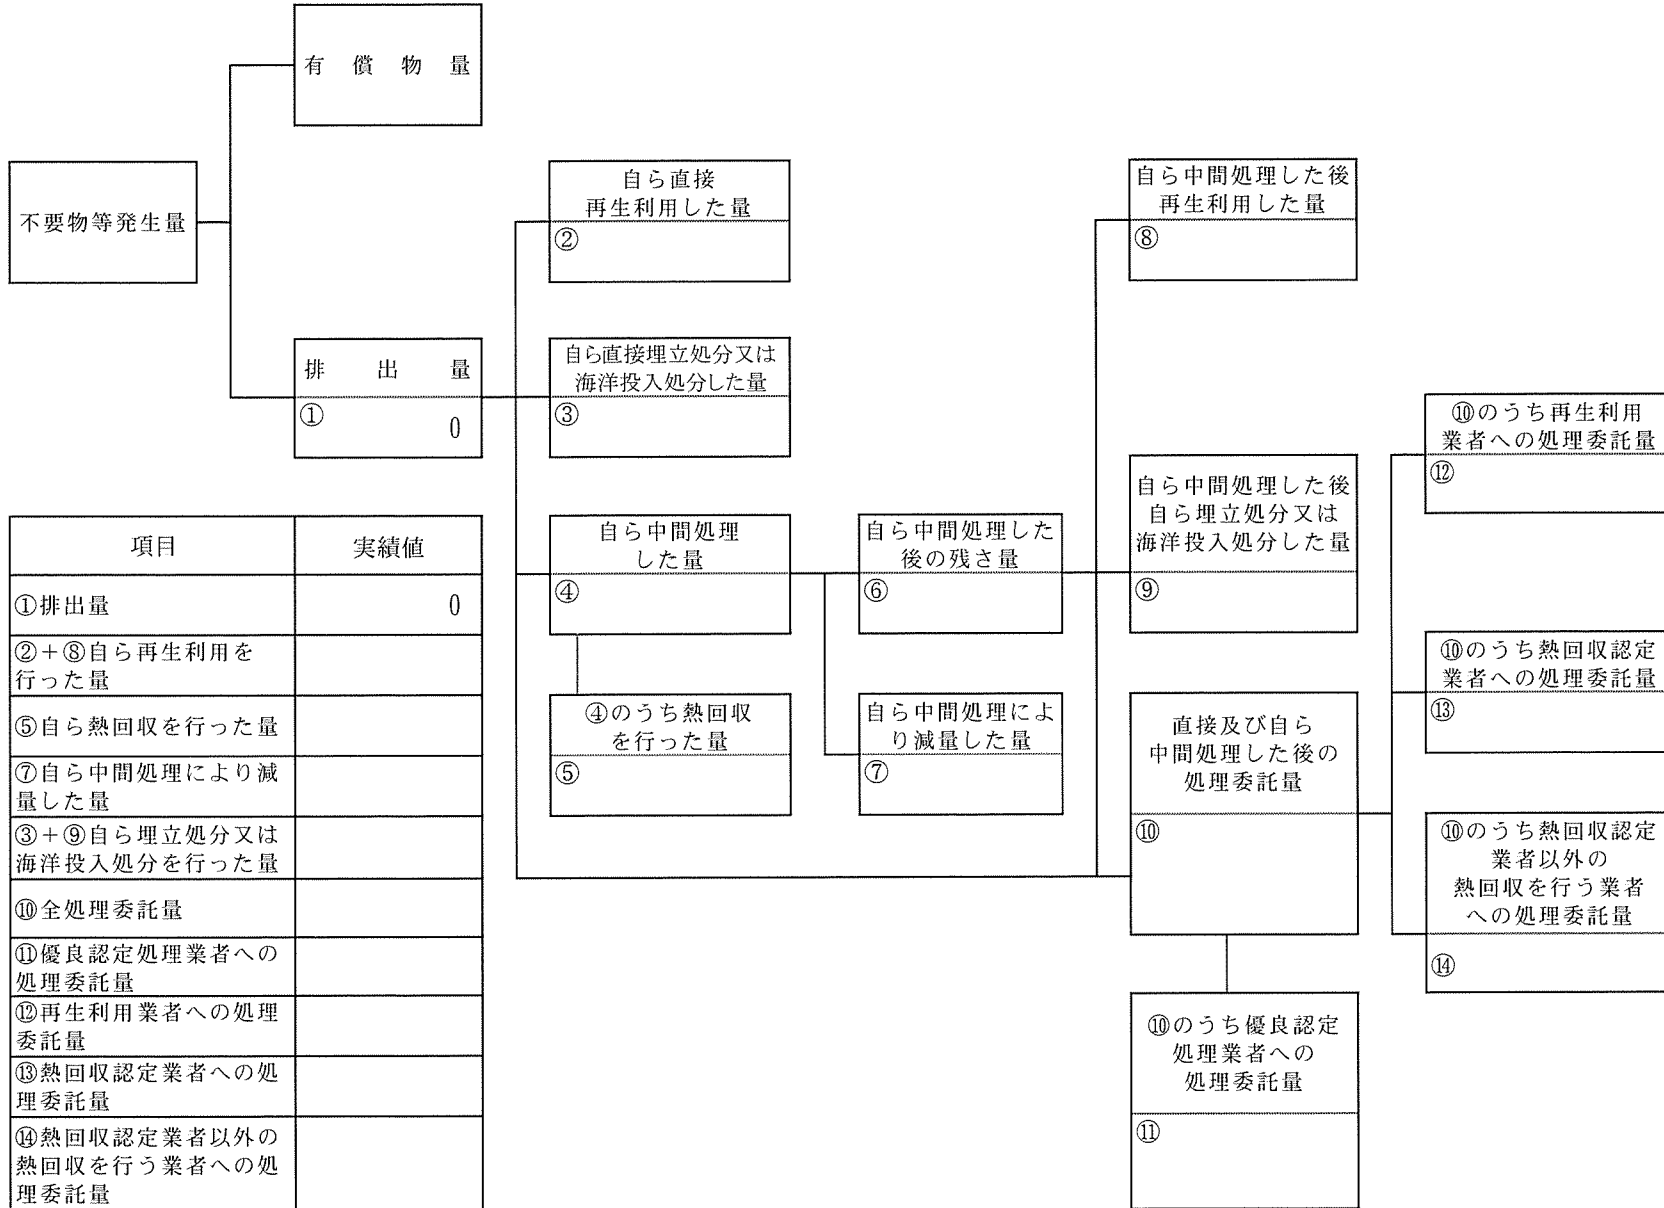 有償物量
不要物等発生量
排出量
①
0
自ら直接
再生利用した量
②
自ら直接埋立処分又は
海洋投入処分した量
③
自ら中間処理
した量
④
④のうち熱回収
を行った量
⑤
自ら中間処理した
後の残さ量
⑥
自ら中間処理によ
り減量した量
⑦
自ら中間処理した後
再生利用した量
⑧
自ら中間処理した後
自ら埋立処分又は
海洋投入処分した量
⑨
直接及び自ら
中間処理した後の
処理委託量
⑩
⑩のうち優良認定
処理業者への
処理委託量
⑪
⑩のうち再生利用
業者への処理委託量
⑫
⑩のうち熱回収認定
業者への処理委託量
⑬
⑩のうち熱回収認定
業者以外の
熱回収を行う業者
への処理委託量
⑭
項目 実績値
①排出量 0
②+⑧自ら再生利用を
行った量
⑤自ら熱回収を行った量
⑦自ら中間処理により減
量した量
③+⑨自ら埋立処分又は
海洋投入処分を行った量
⑩全処理委託量
⑪優良認定処理業者への
処理委託量
⑫再生利用業者への処理
委託量
⑬熱回収認定業者への処
理委託量
⑭熱回収認定業者以外の
熱回収を行う業者への処
理委託量